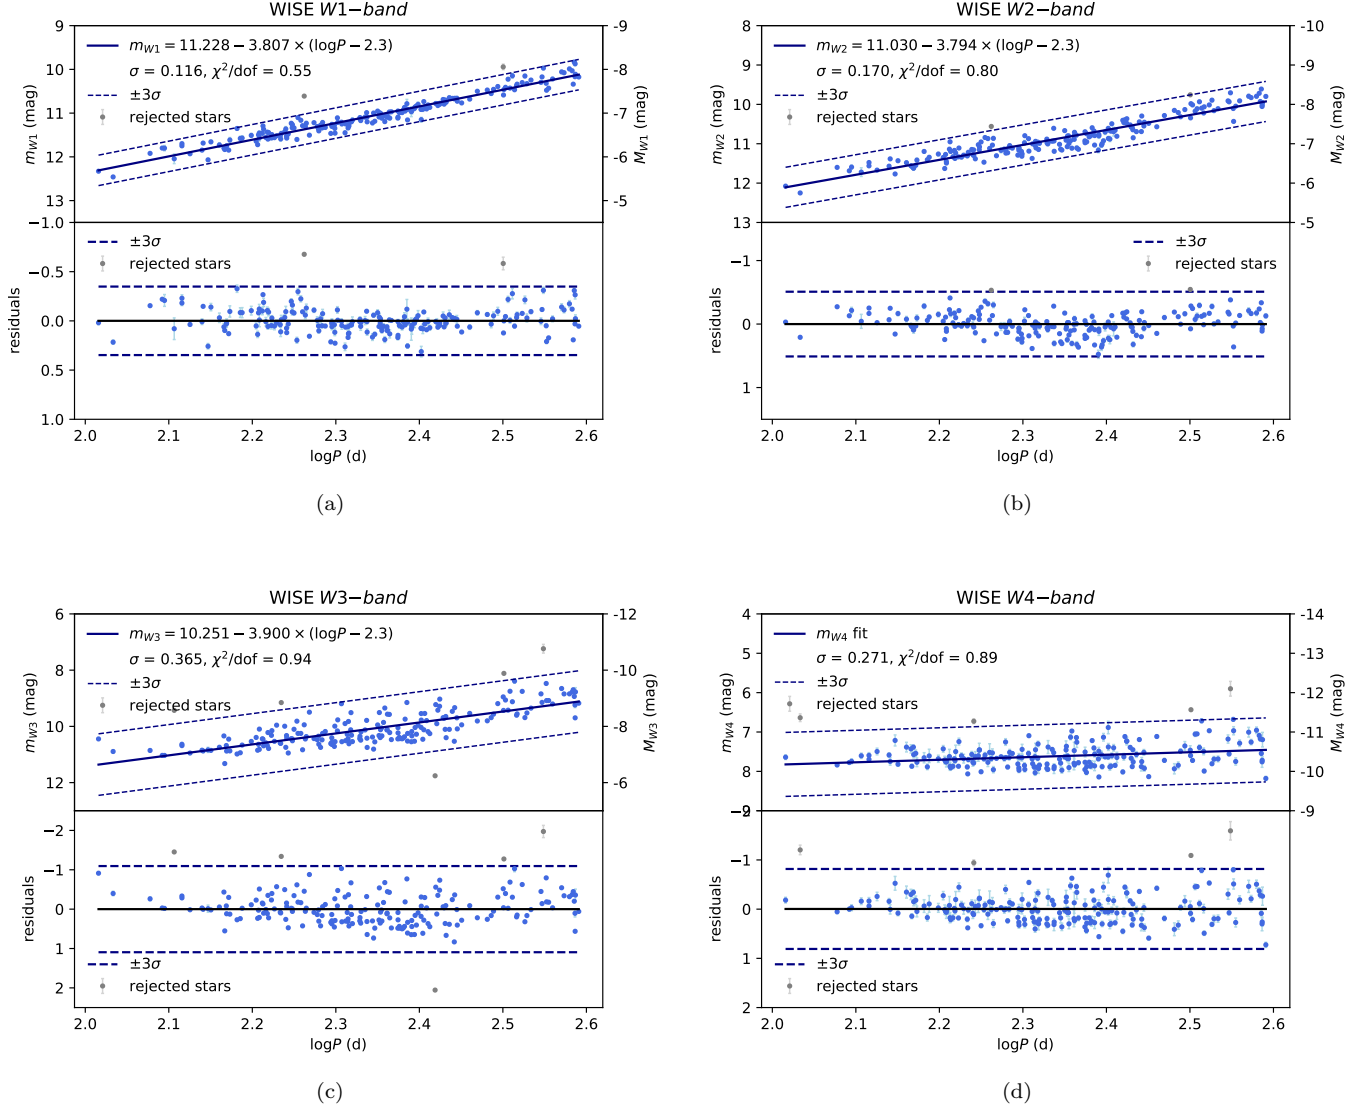 WISE W1−band
m_W1 = 11.228 − 3.807 × (logP − 2.3)
σ = 0.116, χ²/dof = 0.55
±3σ
rejected stars
9
10
11
12
13
m_W1 (mag)
-9
-8
-7
-6
-5
M_W1 (mag)
±3σ
rejected stars
−1.0
−0.5
0.0
0.5
1.0
residuals
2.0 2.1 2.2 2.3 2.4 2.5 2.6
logP (d)
(a)
WISE W2−band
m_W2 = 11.030 − 3.794 × (logP − 2.3)
σ = 0.170, χ²/dof = 0.80
±3σ
rejected stars
8
9
10
11
12
13
m_W2 (mag)
-10
-9
-8
-7
-6
-5
M_W2 (mag)
±3σ
rejected stars
−1
0
1
residuals
2.0 2.1 2.2 2.3 2.4 2.5 2.6
logP (d)
(b)
WISE W3−band
m_W3 = 10.251 − 3.900 × (logP − 2.3)
σ = 0.365, χ²/dof = 0.94
±3σ
rejected stars
6
8
10
12
m_W3 (mag)
-12
-10
-8
-6
M_W3 (mag)
−2
−1
0
1
2
residuals
±3σ
rejected stars
2.0 2.1 2.2 2.3 2.4 2.5 2.6
logP (d)
(c)
WISE W4−band
m_W4 fit
σ = 0.271, χ²/dof = 0.89
±3σ
rejected stars
4
5
6
7
8
m_W4 (mag)
-14
-13
-12
-11
-10
-9
M_W4 (mag)
−1
0
1
2
residuals
±3σ
rejected stars
2.0 2.1 2.2 2.3 2.4 2.5 2.6
logP (d)
(d)